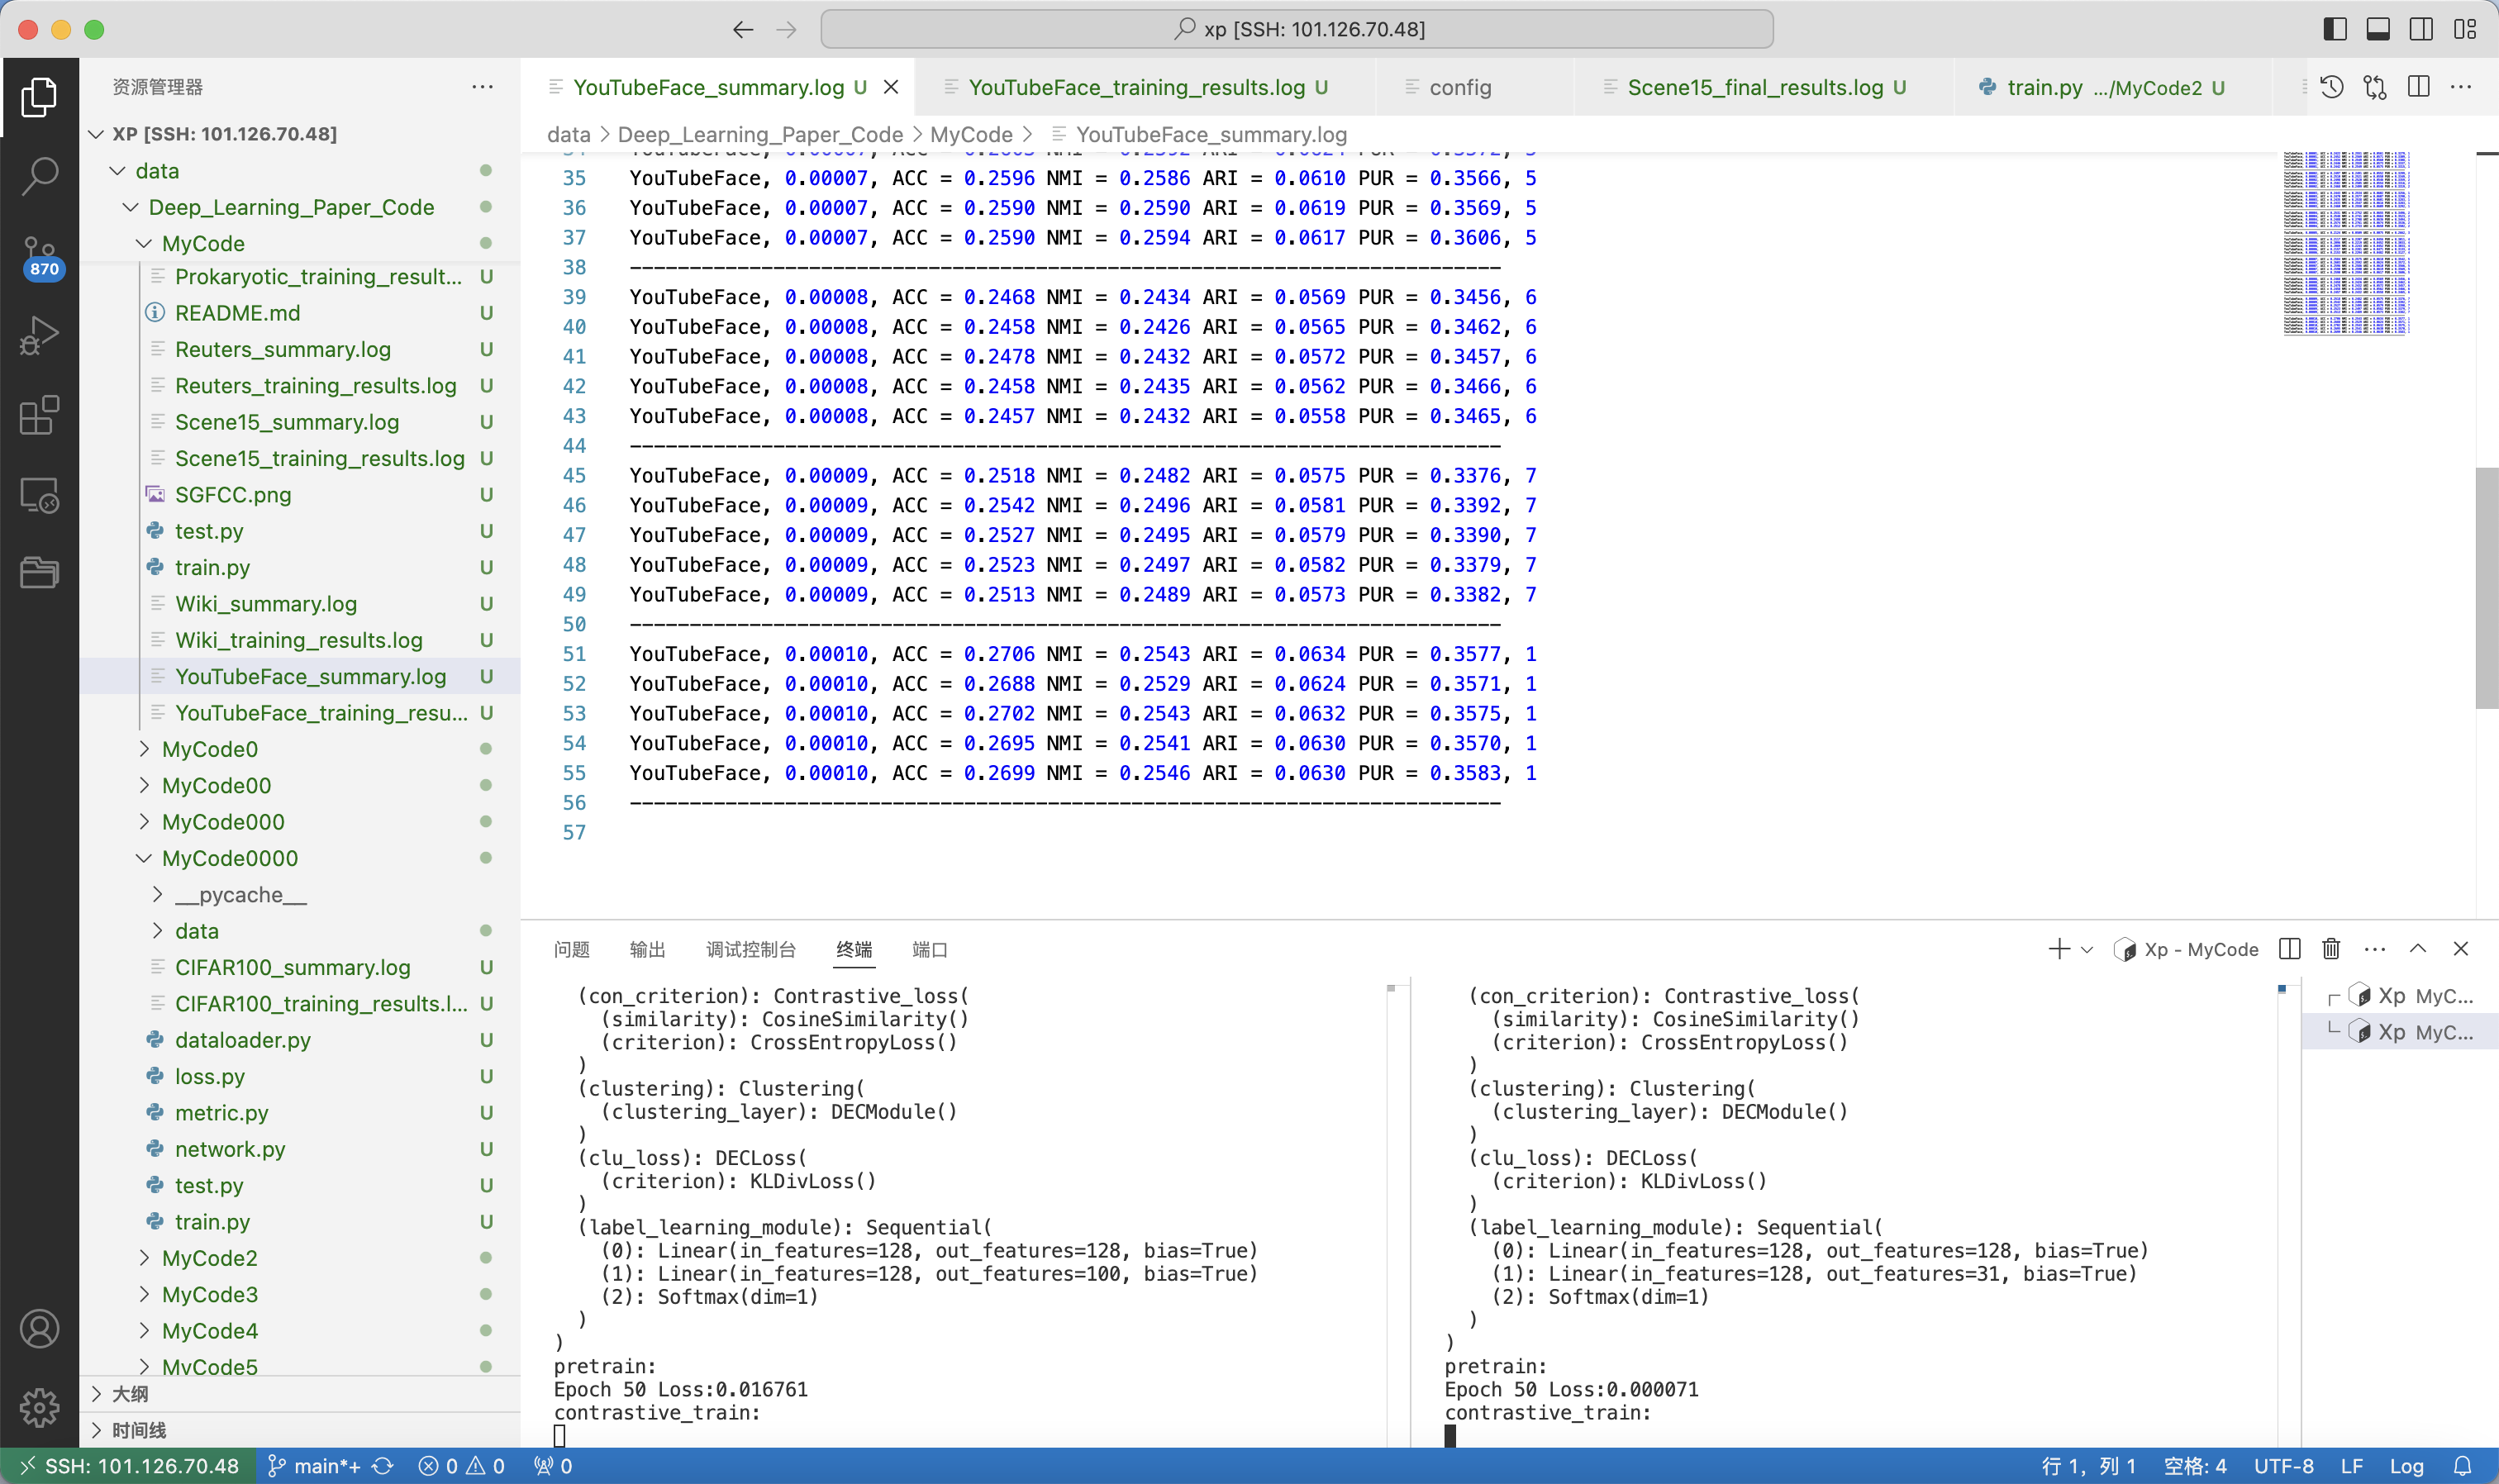 xp [SSH: 101.126.70.48]
资源管理器
YouTubeFace_summary.log U
YouTubeFace_training_results.log U
config
Scene15_final_results.log U
train.py .../MyCode2 U
XP [SSH: 101.126.70.48]
data > Deep_Learning_Paper_Code > MyCode > YouTubeFace_summary.log
data
Deep_Learning_Paper_Code
MyCode
Prokaryotic_training_result... U
README.md U
Reuters_summary.log U
Reuters_training_results.log U
Scene15_summary.log U
Scene15_training_results.log U
SGFCC.png U
test.py U
train.py U
Wiki_summary.log U
Wiki_training_results.log U
YouTubeFace_summary.log U
YouTubeFace_training_resu... U
MyCode0
MyCode00
MyCode000
MyCode0000
__pycache__
data
CIFAR100_summary.log U
CIFAR100_training_results.l... U
dataloader.py U
loss.py U
metric.py U
network.py U
test.py U
train.py U
MyCode2
MyCode3
MyCode4
MyCode5
大纲
时间线
870
35 YouTubeFace, 0.00007, ACC = 0.2596 NMI = 0.2586 ARI = 0.0610 PUR = 0.3566, 5
36 YouTubeFace, 0.00007, ACC = 0.2590 NMI = 0.2590 ARI = 0.0619 PUR = 0.3569, 5
37 YouTubeFace, 0.00007, ACC = 0.2590 NMI = 0.2594 ARI = 0.0617 PUR = 0.3606, 5
38 -------------------------------------------------------------------------
39 YouTubeFace, 0.00008, ACC = 0.2468 NMI = 0.2434 ARI = 0.0569 PUR = 0.3456, 6
40 YouTubeFace, 0.00008, ACC = 0.2458 NMI = 0.2426 ARI = 0.0565 PUR = 0.3462, 6
41 YouTubeFace, 0.00008, ACC = 0.2478 NMI = 0.2432 ARI = 0.0572 PUR = 0.3457, 6
42 YouTubeFace, 0.00008, ACC = 0.2458 NMI = 0.2435 ARI = 0.0562 PUR = 0.3466, 6
43 YouTubeFace, 0.00008, ACC = 0.2457 NMI = 0.2432 ARI = 0.0558 PUR = 0.3465, 6
44 -------------------------------------------------------------------------
45 YouTubeFace, 0.00009, ACC = 0.2518 NMI = 0.2482 ARI = 0.0575 PUR = 0.3376, 7
46 YouTubeFace, 0.00009, ACC = 0.2542 NMI = 0.2496 ARI = 0.0581 PUR = 0.3392, 7
47 YouTubeFace, 0.00009, ACC = 0.2527 NMI = 0.2495 ARI = 0.0579 PUR = 0.3390, 7
48 YouTubeFace, 0.00009, ACC = 0.2523 NMI = 0.2497 ARI = 0.0582 PUR = 0.3379, 7
49 YouTubeFace, 0.00009, ACC = 0.2513 NMI = 0.2489 ARI = 0.0573 PUR = 0.3382, 7
50 -------------------------------------------------------------------------
51 YouTubeFace, 0.00010, ACC = 0.2706 NMI = 0.2543 ARI = 0.0634 PUR = 0.3577, 1
52 YouTubeFace, 0.00010, ACC = 0.2688 NMI = 0.2529 ARI = 0.0624 PUR = 0.3571, 1
53 YouTubeFace, 0.00010, ACC = 0.2702 NMI = 0.2543 ARI = 0.0632 PUR = 0.3575, 1
54 YouTubeFace, 0.00010, ACC = 0.2695 NMI = 0.2541 ARI = 0.0630 PUR = 0.3570, 1
55 YouTubeFace, 0.00010, ACC = 0.2699 NMI = 0.2546 ARI = 0.0630 PUR = 0.3583, 1
56 -------------------------------------------------------------------------
57
问题 输出 调试控制台 终端 端口
Xp - MyCode
(con_criterion): Contrastive_loss(
(similarity): CosineSimilarity()
(criterion): CrossEntropyLoss()
)
(clustering): Clustering(
(clustering_layer): DECModule()
)
(clu_loss): DECLoss(
(criterion): KLDivLoss()
)
(label_learning_module): Sequential(
(0): Linear(in_features=128, out_features=128, bias=True)
(1): Linear(in_features=128, out_features=100, bias=True)
(2): Softmax(dim=1)
)
)
pretrain:
Epoch 50 Loss:0.016761
contrastive_train:
(con_criterion): Contrastive_loss(
(similarity): CosineSimilarity()
(criterion): CrossEntropyLoss()
)
(clustering): Clustering(
(clustering_layer): DECModule()
)
(clu_loss): DECLoss(
(criterion): KLDivLoss()
)
(label_learning_module): Sequential(
(0): Linear(in_features=128, out_features=128, bias=True)
(1): Linear(in_features=128, out_features=31, bias=True)
(2): Softmax(dim=1)
)
)
pretrain:
Epoch 50 Loss:0.000071
contrastive_train:
Xp MyC...
Xp MyC...
SSH: 101.126.70.48 main*+ 0 0 0
行 1，列 1 空格: 4 UTF-8 LF Log